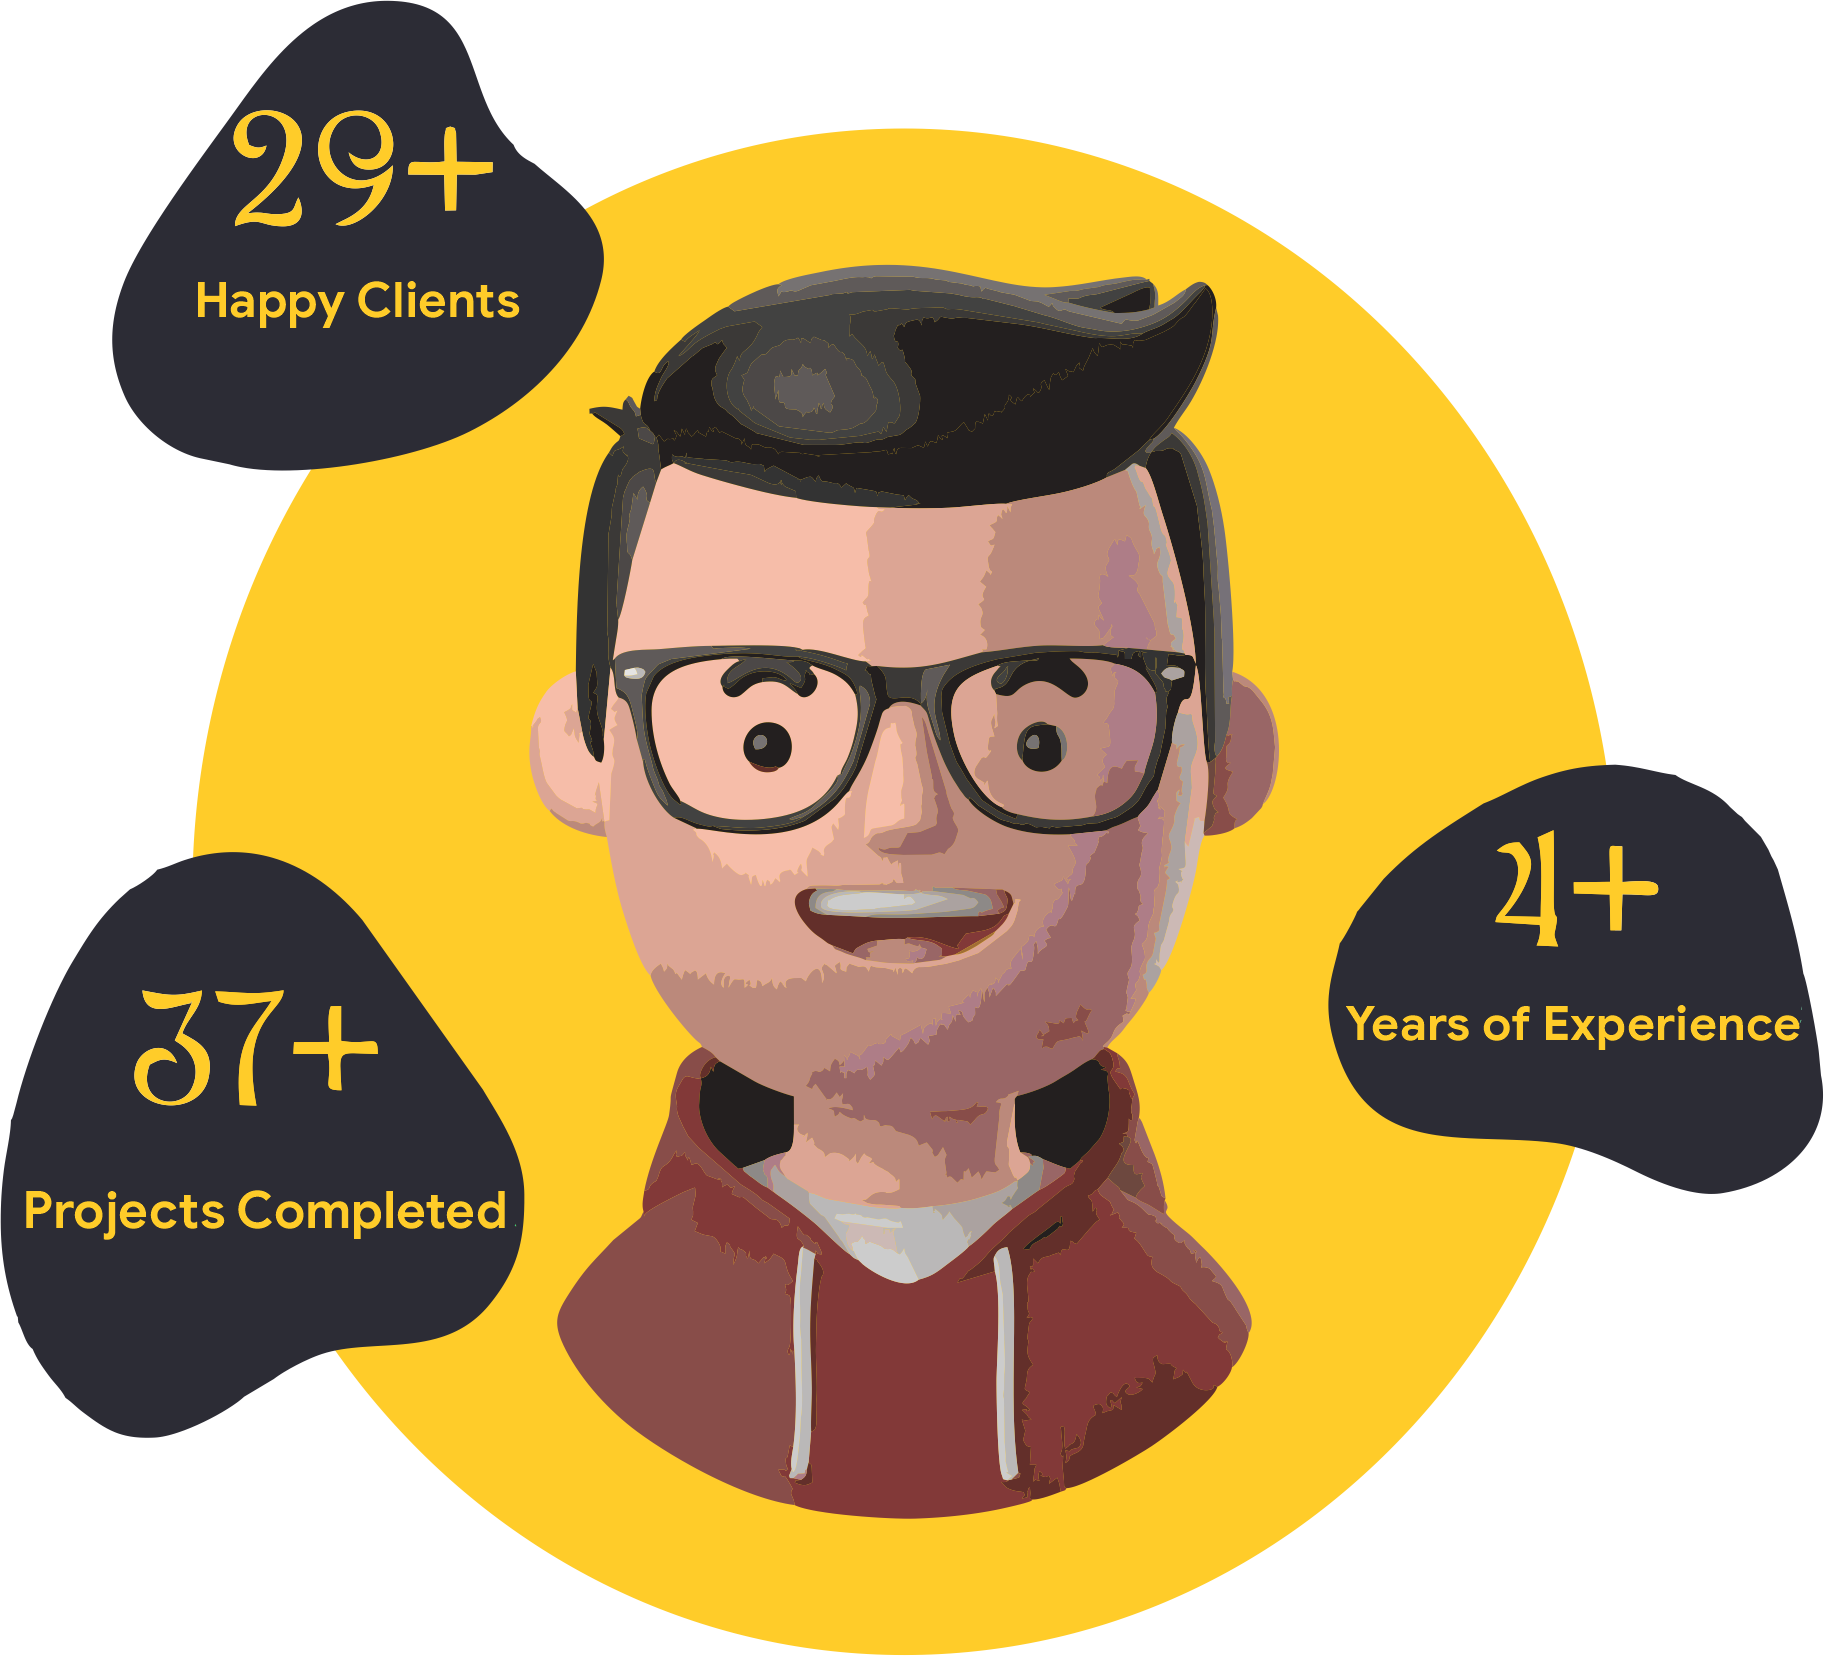 29+
Happy Clients
4+
Years of Experience
37+
Projects Completed